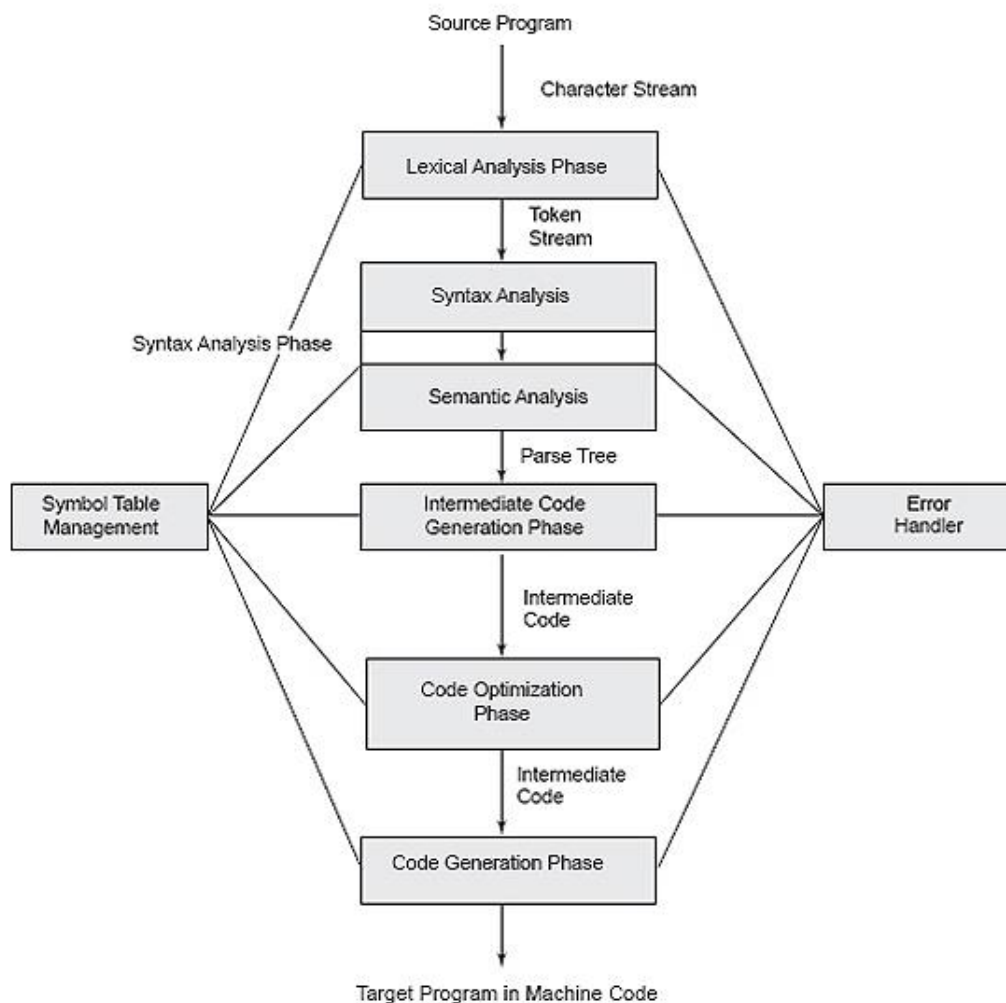 Source Program
Character Stream
Lexical Analysis Phase
Token
Stream
Syntax Analysis
Syntax Analysis Phase
Semantic Analysis
Parse Tree
Symbol Table
Management
Intermediate Code
Generation Phase
Error
Handler
Intermediate
Code
Code Optimization
Phase
Intermediate
Code
Code Generation Phase
Target Program in Machine Code